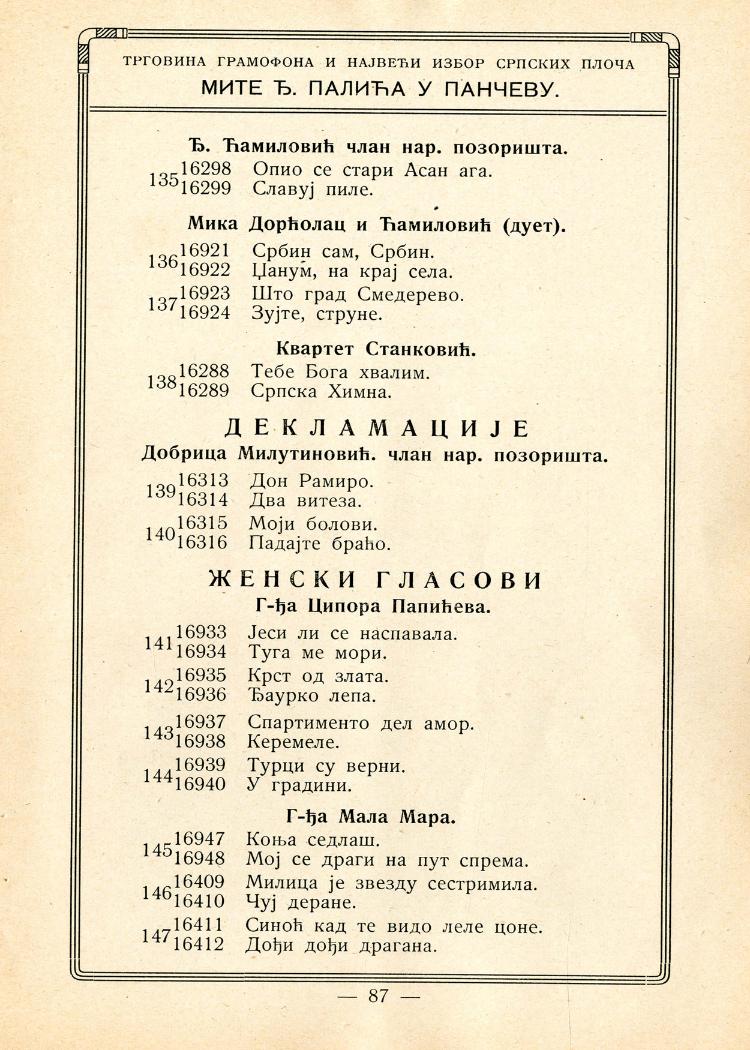 ТРГОВИНА ГРАМОФОНА И НАЈВЕЋИ ИЗБОР СРПСКИХ ПЛОЧА
МИТЕ Ђ. ПАЛИЋА У ПАНЧЕВУ.
Ђ. Ћамиловић члан нар. позоришта.
135 16298 Опио се стари Асан ага.
16299 Славуј пиле.
Мика Дорћолац и Ћамиловић (дует).
136 16921 Србин сам, Србин.
16922 Џанум, на крај села.
137 16923 Што град Смедерево.
16924 Зујте, струне.
Квартет Станковић.
138 16288 Тебе Бога хвалим.
16289 Српска Химна.
ДЕКЛАМАЦИЈЕ
Добрица Милутиновић. члан нар. позоришта.
139 16313 Дон Рамиро.
16314 Два витеза.
140 16315 Моји болови.
16316 Падајте браћо.
ЖЕНСКИ ГЛАСОВИ
Г-ђа Ципора Папићева.
141 16933 Јеси ли се наспавала.
16934 Туга ме мори.
142 16935 Крст од злата.
16936 Ђаурко лепа.
143 16937 Спартименто дел амор.
16938 Керемеле.
144 16939 Турци су верни.
16940 У градини.
Г-ђа Мала Мара.
145 16947 Коња седлаш.
16948 Мој се драги на пут спрема.
146 16409 Милица је звезду сестримила.
16410 Чуј деране.
147 16411 Синоћ кад те видо леле цоне.
16412 Дођи дођи драгана.
— 87 —